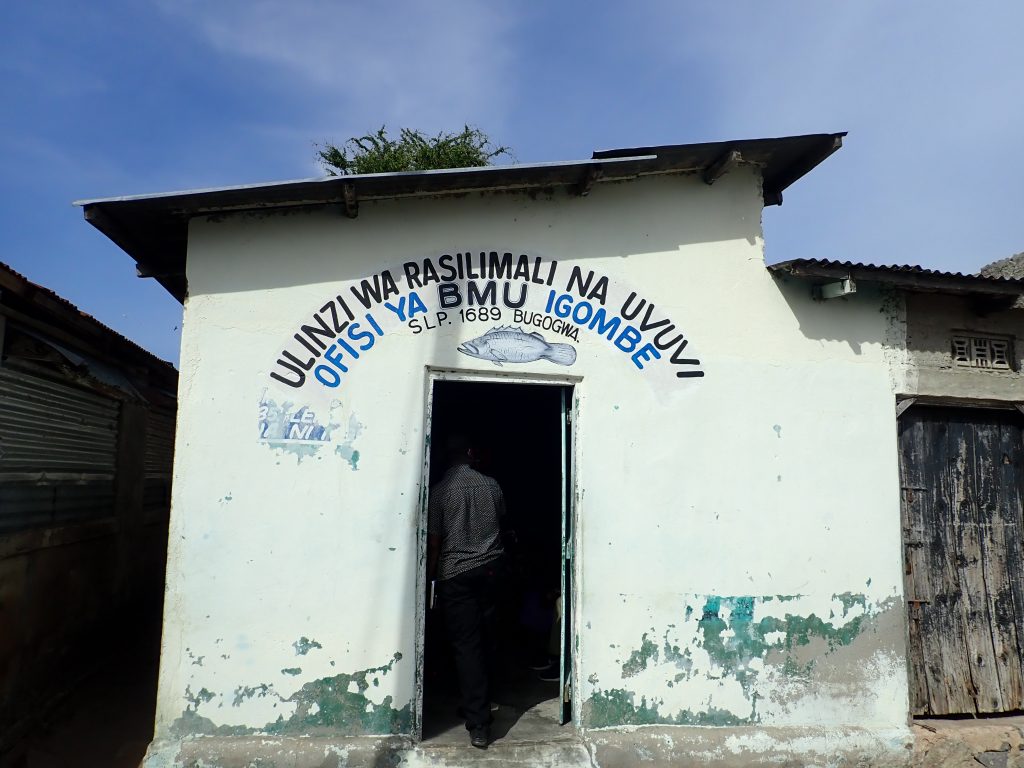 ULINZI WA RASILIMALI NA UVUVI
OFISI YA BMU IGOMBE
SLP. 1689 BUGOGWA.